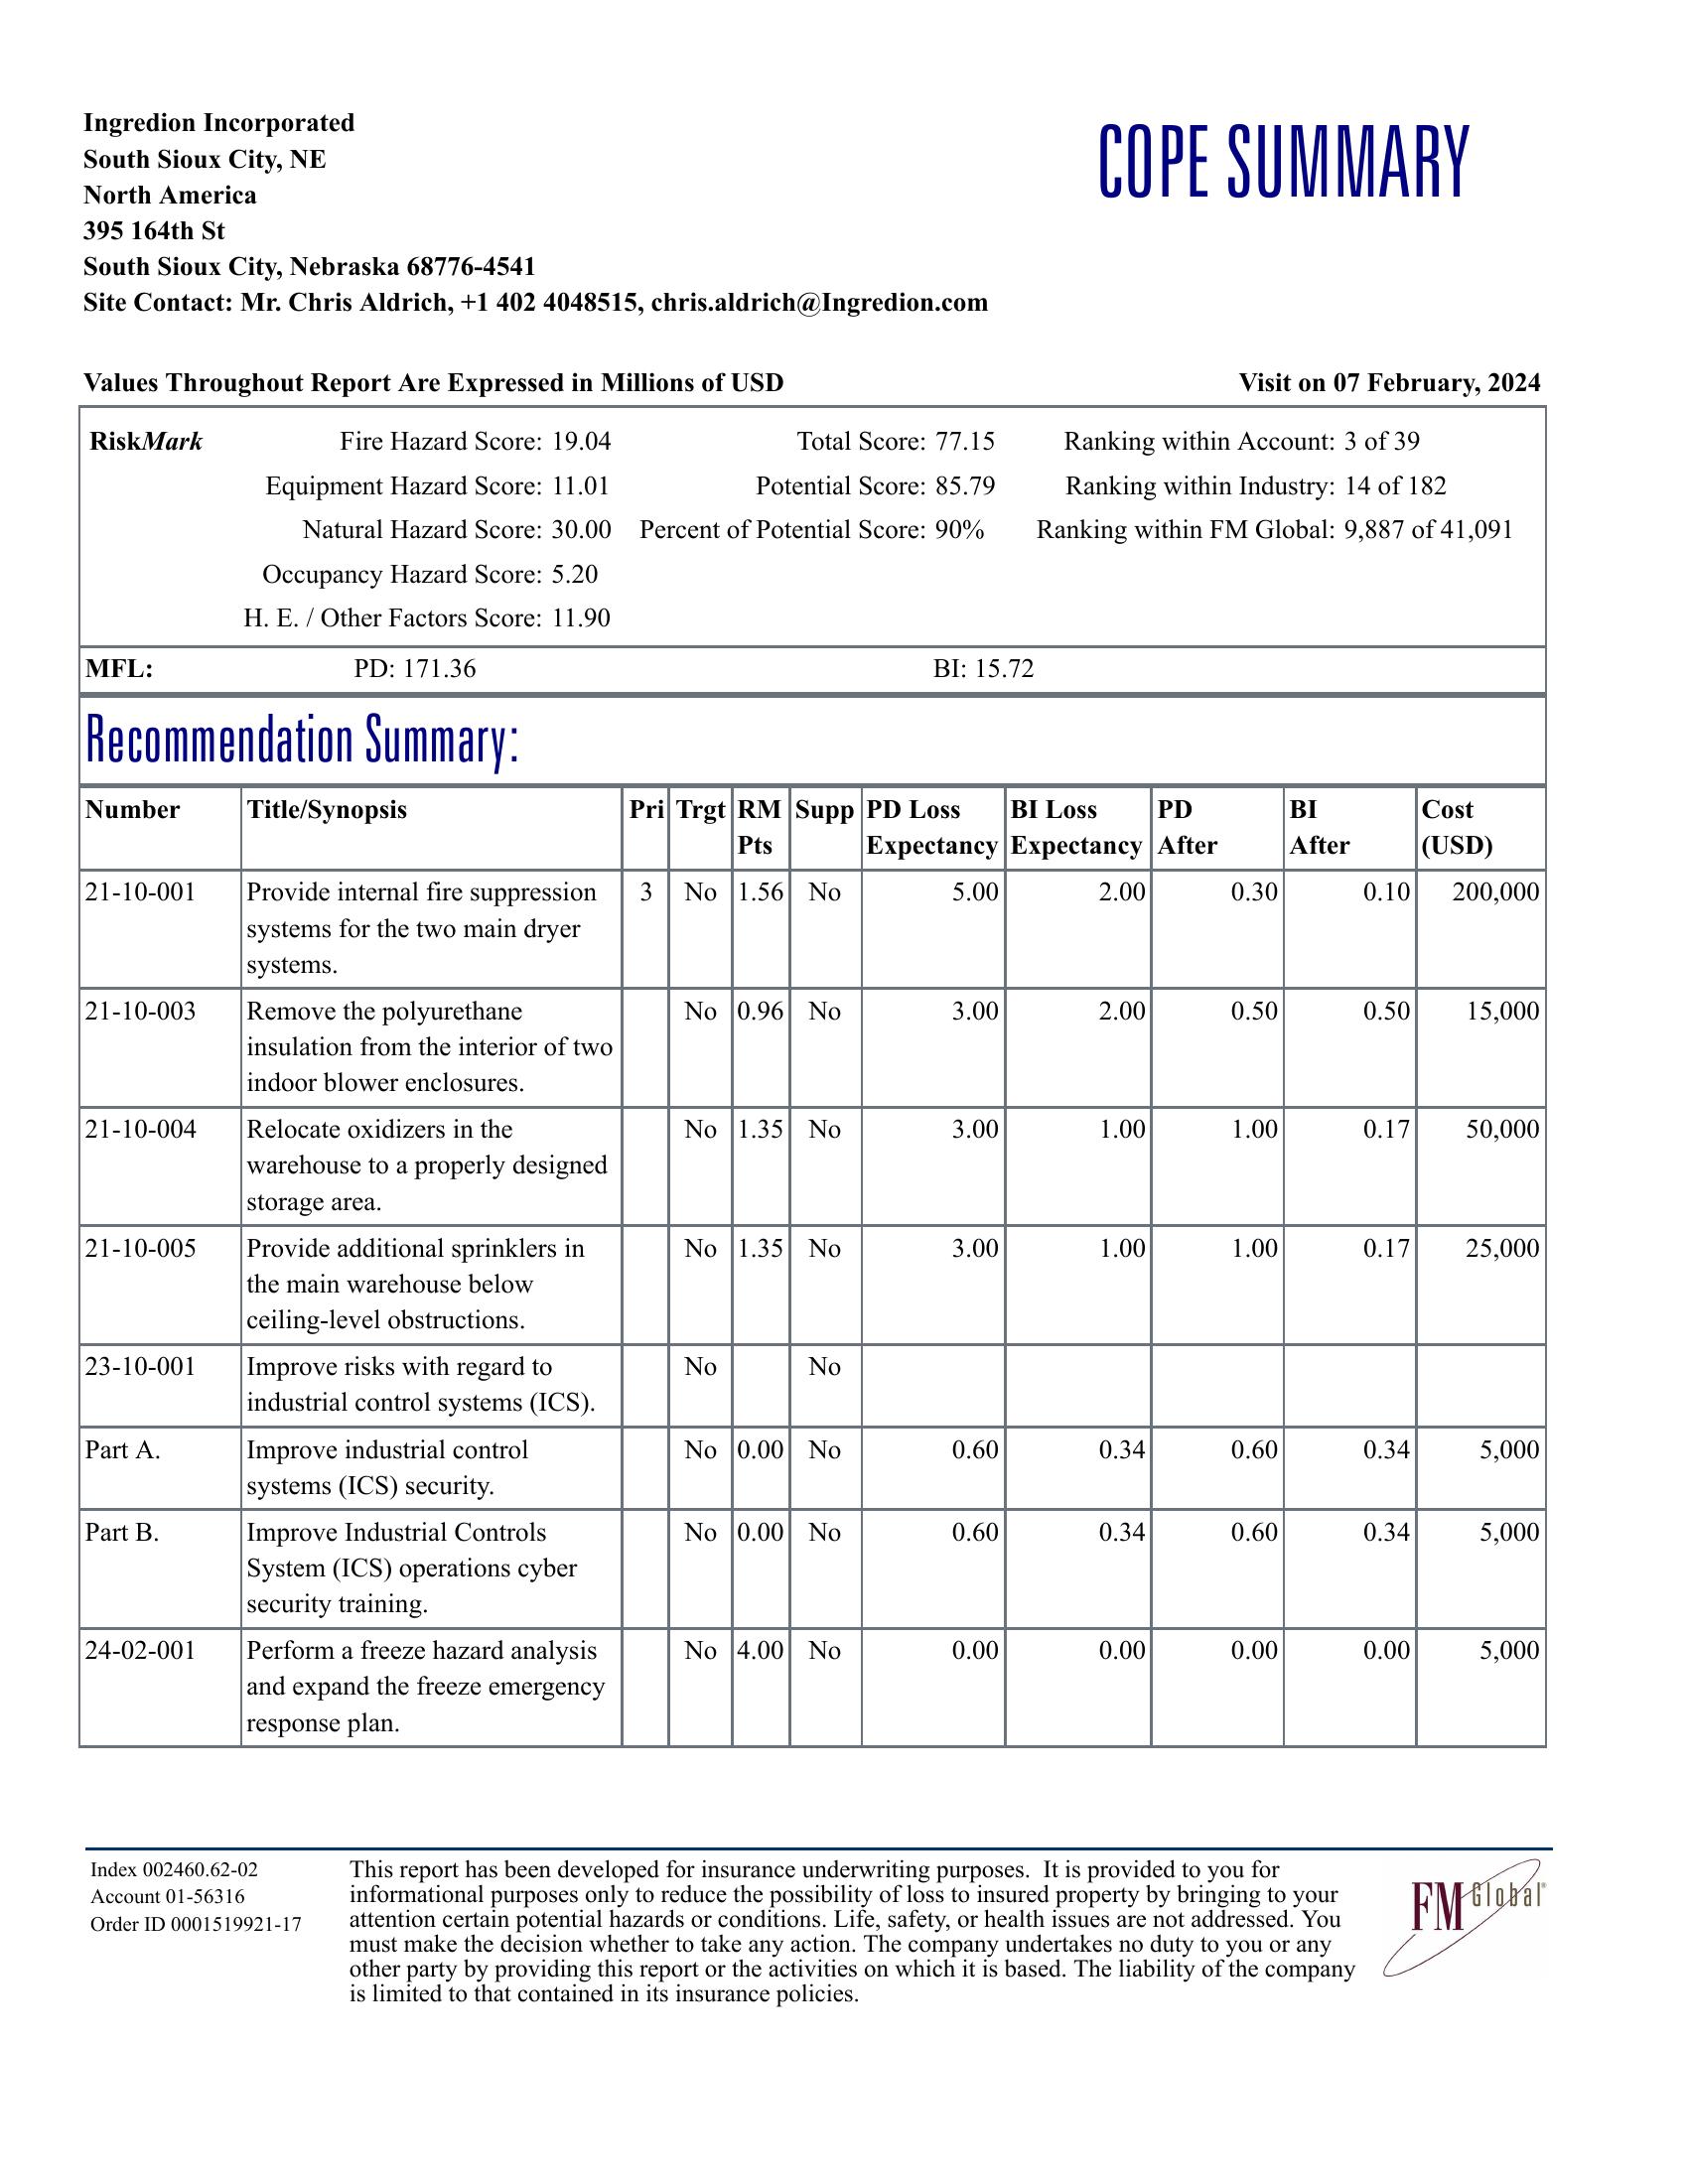 Ingredion Incorporated
South Sioux City, NE
North America
395 164th St
South Sioux City, Nebraska 68776-4541
Site Contact: Mr. Chris Aldrich, +1 402 4048515, chris.aldrich@Ingredion.com
COPE SUMMARY
Values Throughout Report Are Expressed in Millions of USD Visit on 07 February, 2024
RiskMark Fire Hazard Score: 19.04 Total Score: 77.15 Ranking within Account: 3 of 39
Equipment Hazard Score: 11.01 Potential Score: 85.79 Ranking within Industry: 14 of 182
Natural Hazard Score: 30.00 Percent of Potential Score: 90% Ranking within FM Global: 9,887 of 41,091
Occupancy Hazard Score: 5.20
H. E. / Other Factors Score: 11.90
MFL: PD: 171.36 BI: 15.72
Recommendation Summary:
Number Title/Synopsis Pri Trgt RM Supp PD Loss BI Loss PD BI Cost
Pts Expectancy Expectancy After After (USD)
21-10-001 Provide internal fire suppression 3 No 1.56 No 5.00 2.00 0.30 0.10 200,000
systems for the two main dryer
systems.
21-10-003 Remove the polyurethane No 0.96 No 3.00 2.00 0.50 0.50 15,000
insulation from the interior of two
indoor blower enclosures.
21-10-004 Relocate oxidizers in the No 1.35 No 3.00 1.00 1.00 0.17 50,000
warehouse to a properly designed
storage area.
21-10-005 Provide additional sprinklers in No 1.35 No 3.00 1.00 1.00 0.17 25,000
the main warehouse below
ceiling-level obstructions.
23-10-001 Improve risks with regard to No No
industrial control systems (ICS).
Part A. Improve industrial control No 0.00 No 0.60 0.34 0.60 0.34 5,000
systems (ICS) security.
Part B. Improve Industrial Controls No 0.00 No 0.60 0.34 0.60 0.34 5,000
System (ICS) operations cyber
security training.
24-02-001 Perform a freeze hazard analysis No 4.00 No 0.00 0.00 0.00 0.00 5,000
and expand the freeze emergency
response plan.
Index 002460.62-02
Account 01-56316
Order ID 0001519921-17
This report has been developed for insurance underwriting purposes.  It is provided to you for
informational purposes only to reduce the possibility of loss to insured property by bringing to your
attention certain potential hazards or conditions. Life, safety, or health issues are not addressed. You
must make the decision whether to take any action. The company undertakes no duty to you or any
other party by providing this report or the activities on which it is based. The liability of the company
is limited to that contained in its insurance policies.
FM Global®